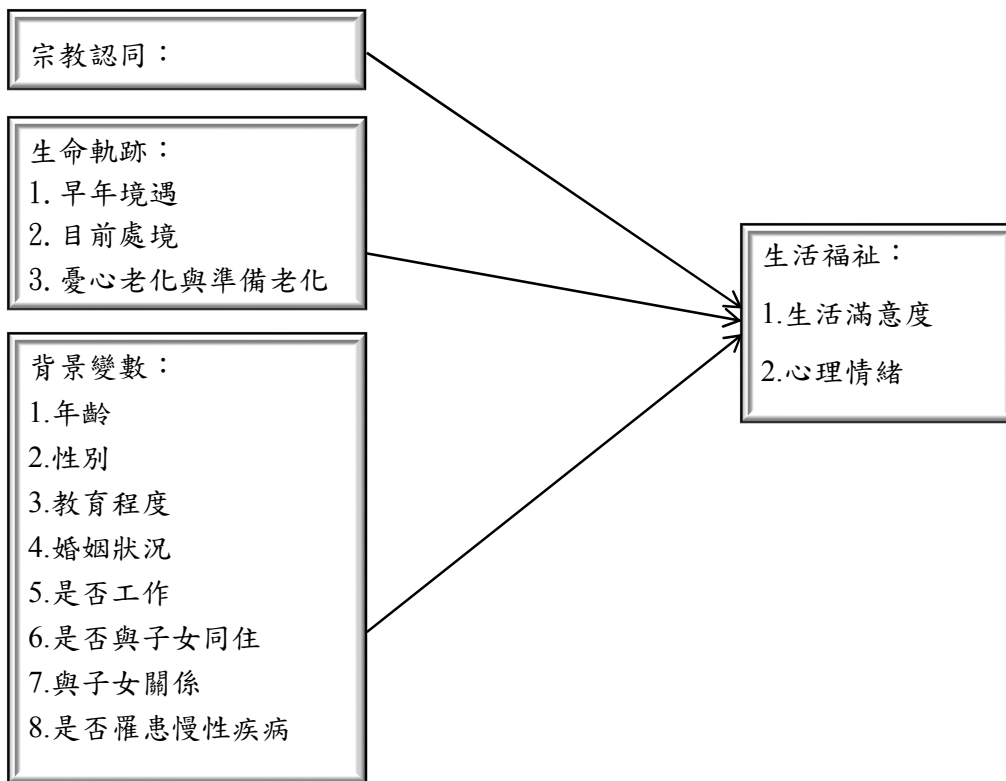 宗教認同：
生命軌跡：
1. 早年境遇
2. 目前處境
3. 憂心老化與準備老化
背景變數：
1.年齡
2.性別
3.教育程度
4.婚姻狀況
5.是否工作
6.是否與子女同住
7.與子女關係
8.是否罹患慢性疾病
生活福祉：
1.生活滿意度
2.心理情緒